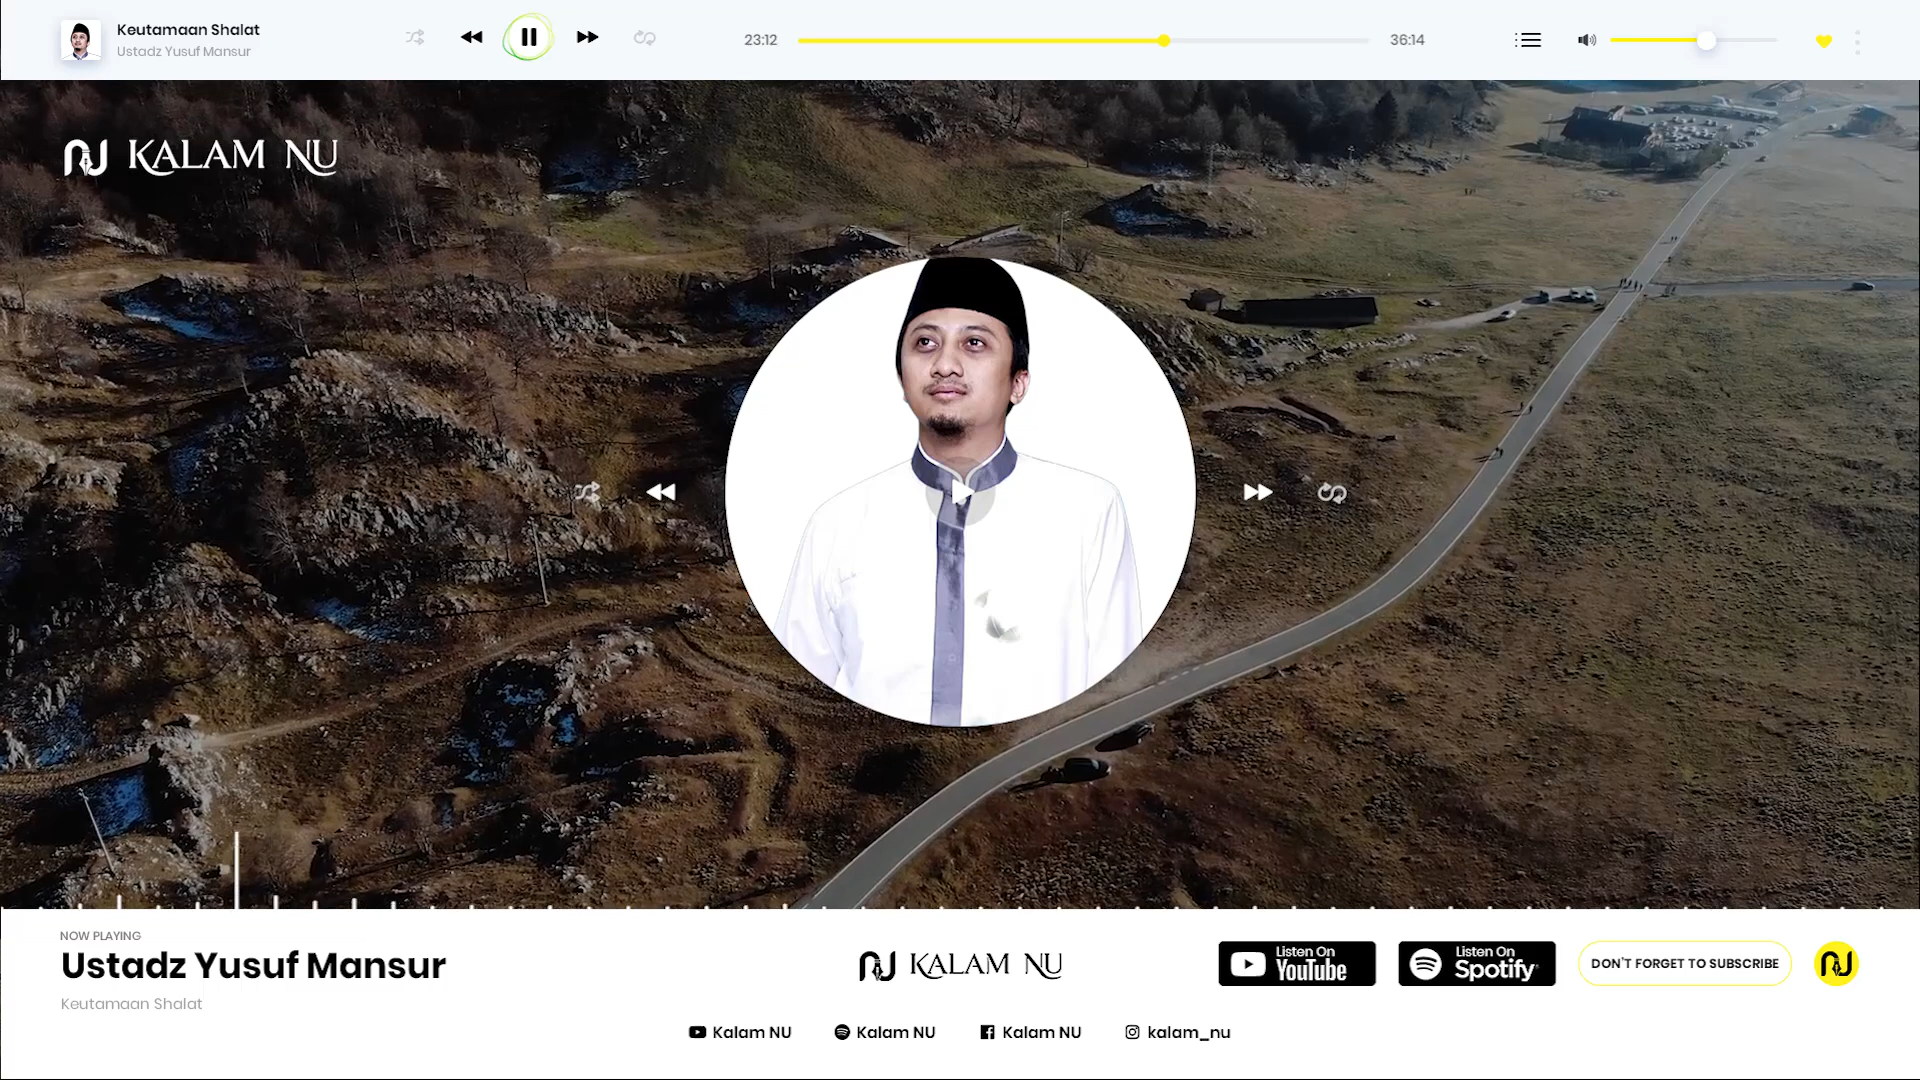 Keutamaan Shalat
Ustadz Yusuf Mansur
23:12
36:14
KALAM NU
NOW PLAYING
Ustadz Yusuf Mansur
Keutamaan Shalat
KALAM NU
Listen On
YouTube
Listen On
Spotify
DON'T FORGET TO SUBSCRIBE
Kalam NU
Kalam NU
Kalam NU
kalam_nu